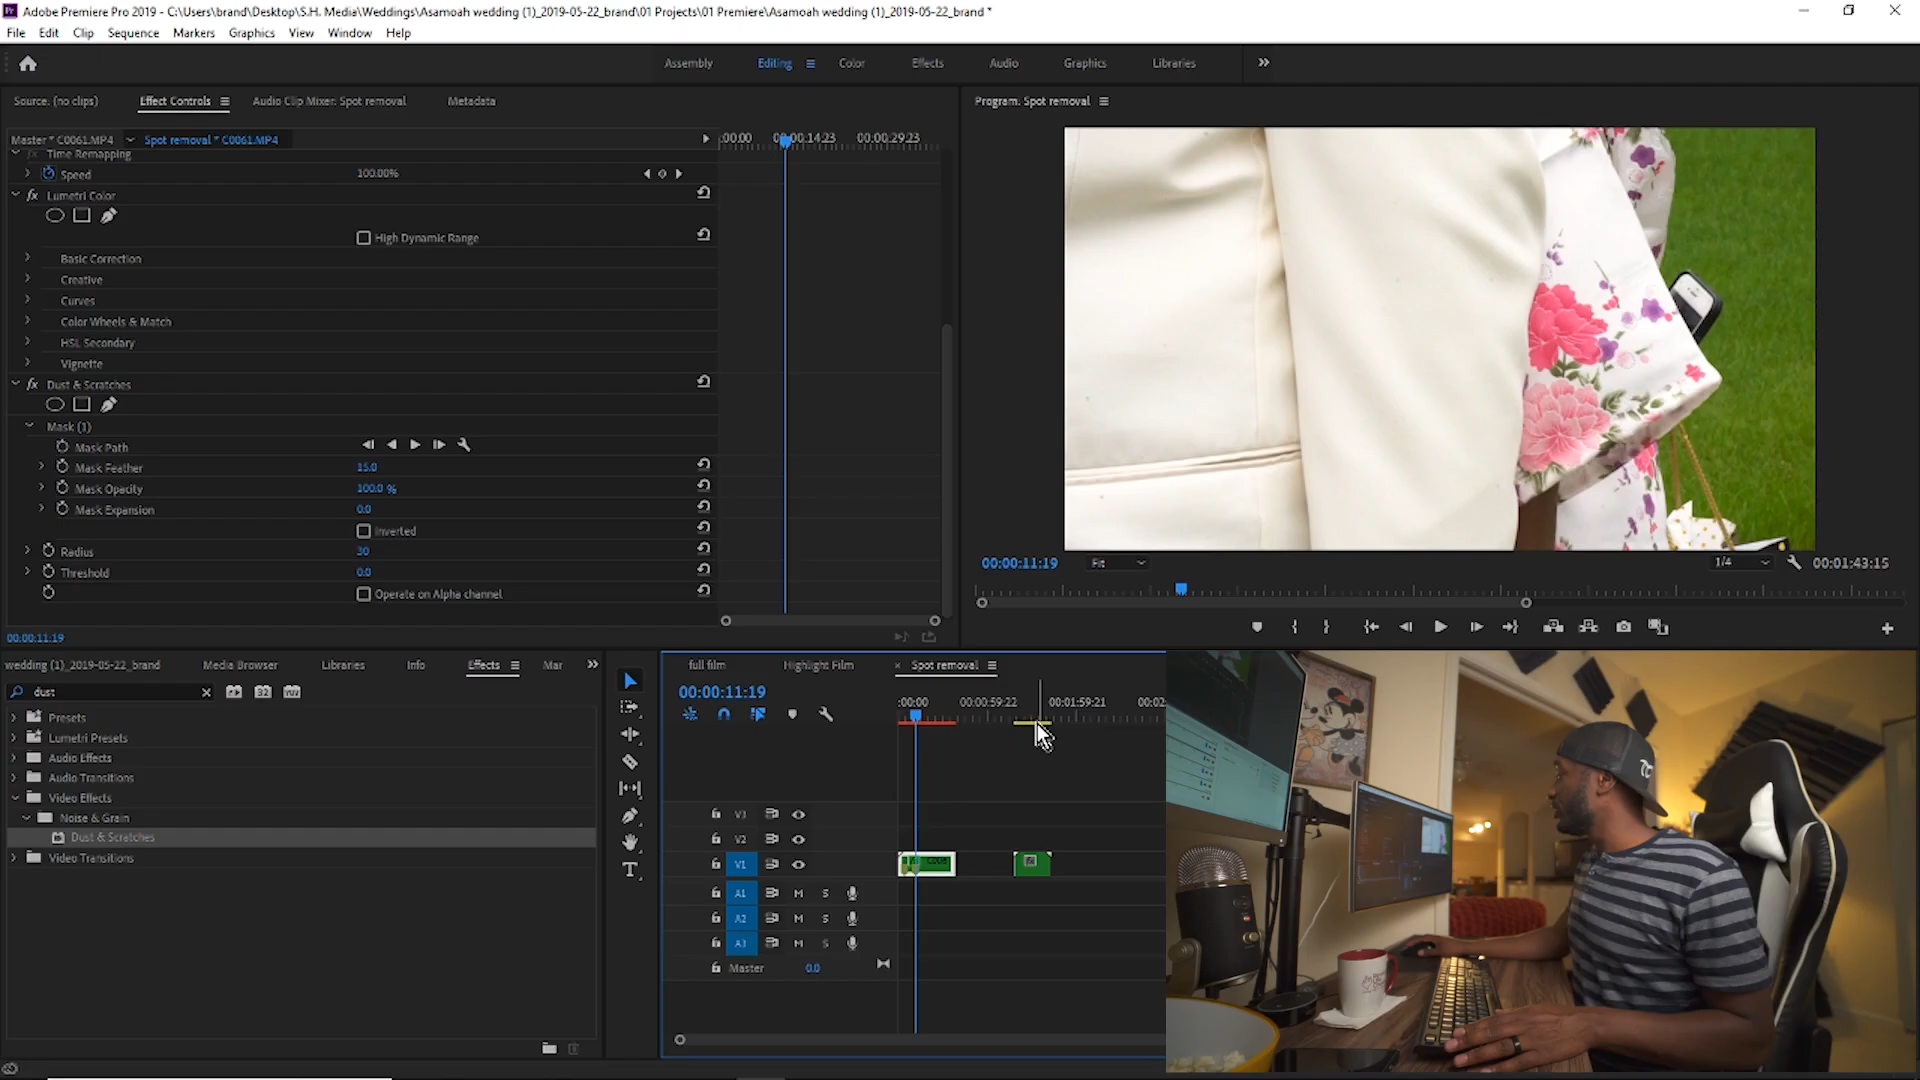 Adobe Premiere Pro 2019 - C:\Users\brand\Desktop\S.H. Media\Weddings\Asamoah wedding (1)_2019-05-22_brand\01 Projects\01 Premiere\Asamoah wedding (1)_2019-05-22_brand *
File Edit Clip Sequence Markers Graphics View Window Help
Assembly Editing Color Effects Audio Graphics Libraries
Source: (no clips) Effect Controls Audio Clip Mixer: Spot removal Metadata
Program: Spot removal
Master * C0061.MP4 Spot removal * C0061.MP4
:00:00 00:00:14:23 00:00:29:23
Time Remapping
Speed 100.00%
fx Lumetri Color
High Dynamic Range
Basic Correction
Creative
Curves
Color Wheels & Match
HSL Secondary
Vignette
fx Dust & Scratches
Mask (1)
Mask Path
Mask Feather 15.0
Mask Opacity 100.0 %
Mask Expansion 0.0
Inverted
Radius 30
Threshold 0.0
Operate on Alpha channel
00:00:11:19
00:00:11:19 Fit 1/4 00:01:43:15
wedding (1)_2019-05-22_brand Media Browser Libraries Info Effects Mar
dust
Presets
Lumetri Presets
Audio Effects
Audio Transitions
Video Effects
Noise & Grain
Dust & Scratches
Video Transitions
full film Highlight Film Spot removal
00:00:11:19
:00:00 00:00:59:22 00:01:59:21 00:02
V3
V2
V1
A1 M S
A2 M S
A3 M S
Master 0.0